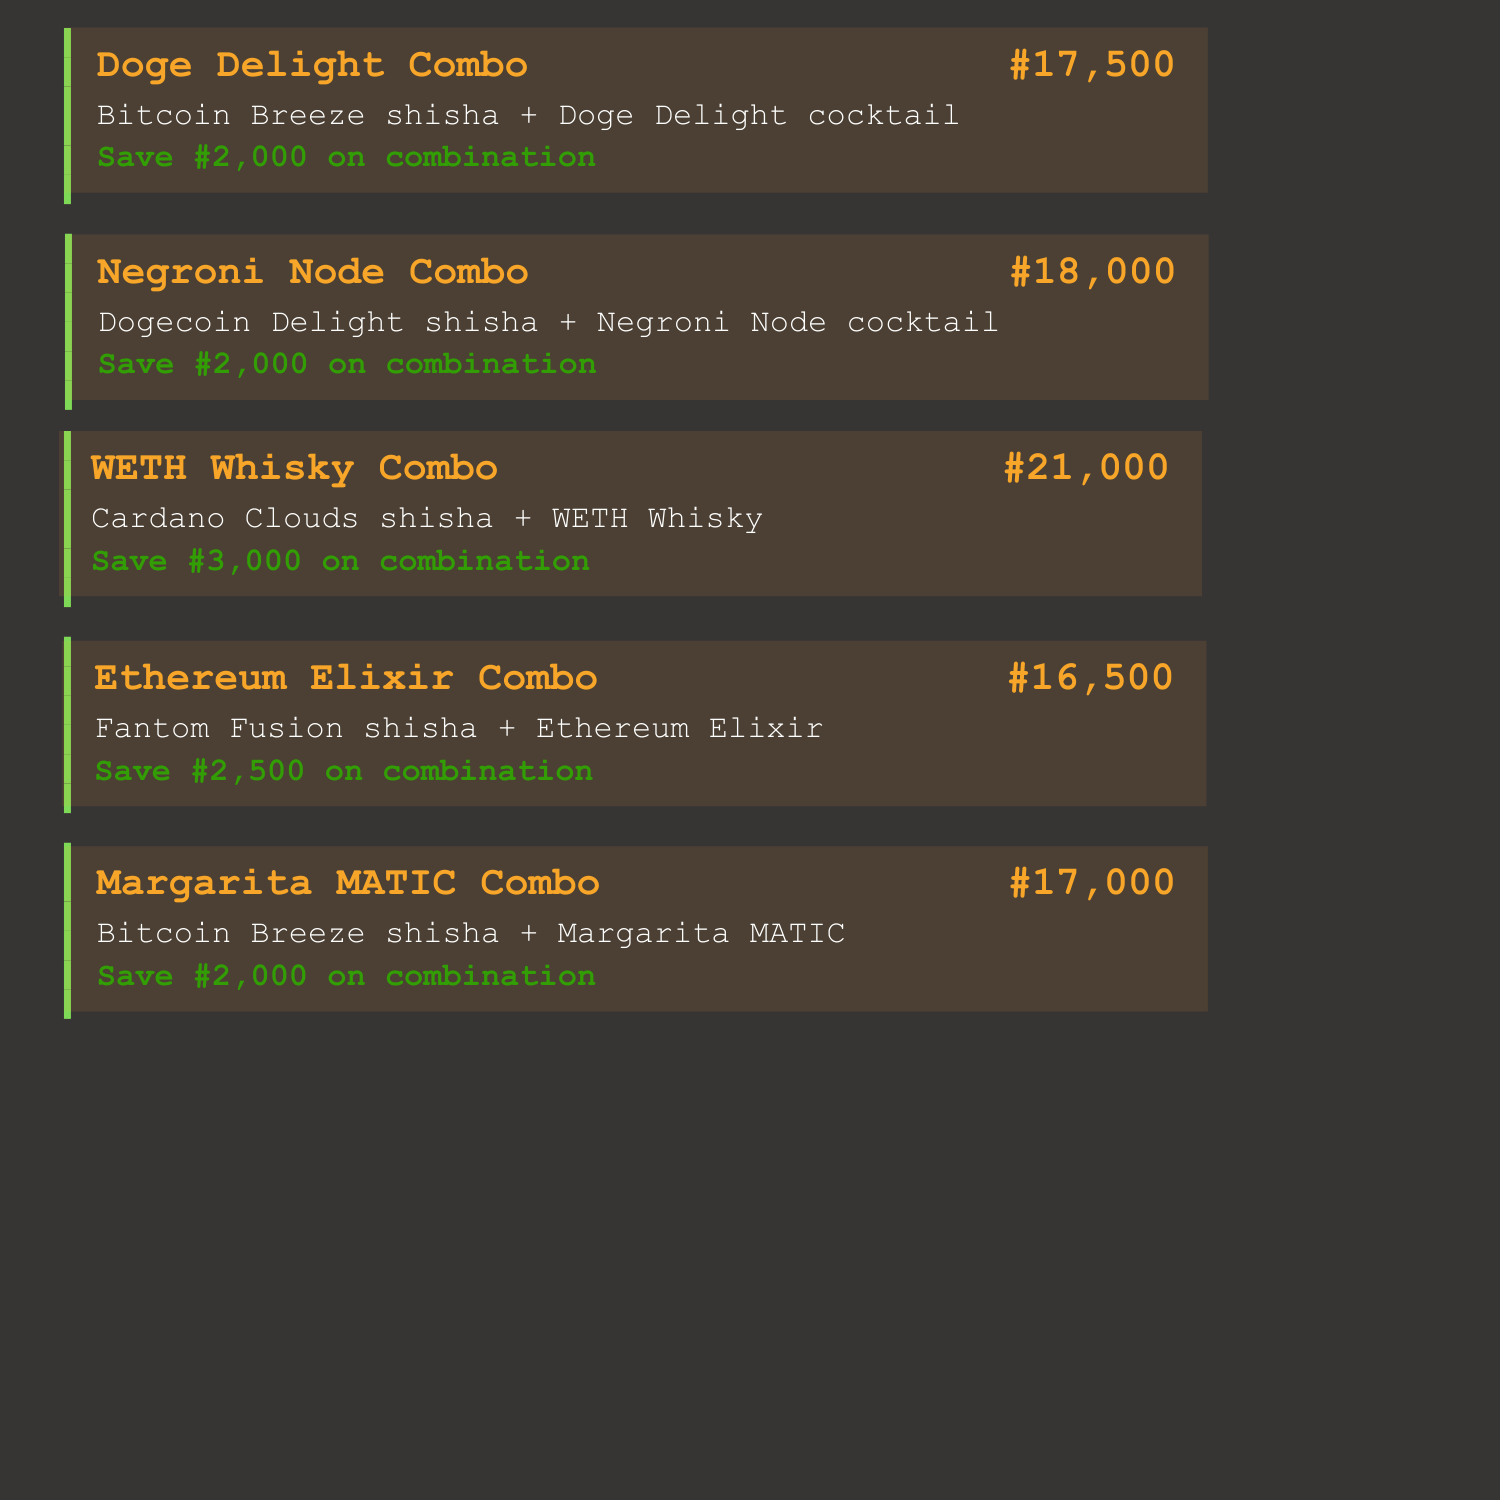 Doge Delight Combo #17,500
Bitcoin Breeze shisha + Doge Delight cocktail
Save #2,000 on combination
Negroni Node Combo #18,000
Dogecoin Delight shisha + Negroni Node cocktail
Save #2,000 on combination
WETH Whisky Combo #21,000
Cardano Clouds shisha + WETH Whisky
Save #3,000 on combination
Ethereum Elixir Combo #16,500
Fantom Fusion shisha + Ethereum Elixir
Save #2,500 on combination
Margarita MATIC Combo #17,000
Bitcoin Breeze shisha + Margarita MATIC
Save #2,000 on combination